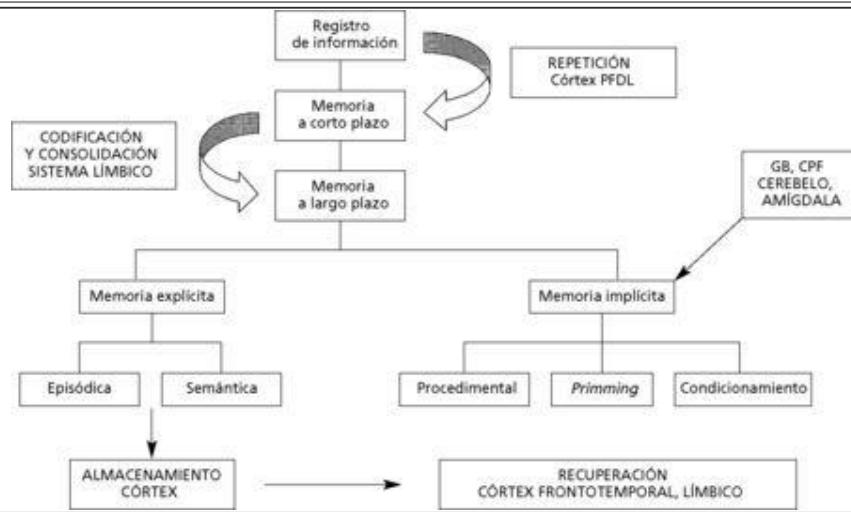 Registro
de información
REPETICIÓN
Córtex PFDL
Memoria
a corto plazo
CODIFICACIÓN
Y CONSOLIDACIÓN
SISTEMA LÍMBICO
Memoria
a largo plazo
GB, CPF
CEREBELO,
AMÍGDALA
Memoria explícita
Memoria implícita
Episódica
Semántica
Procedimental
Primming
Condicionamiento
ALMACENAMIENTO
CÓRTEX
RECUPERACIÓN
CÓRTEX FRONTOTEMPORAL, LÍMBICO